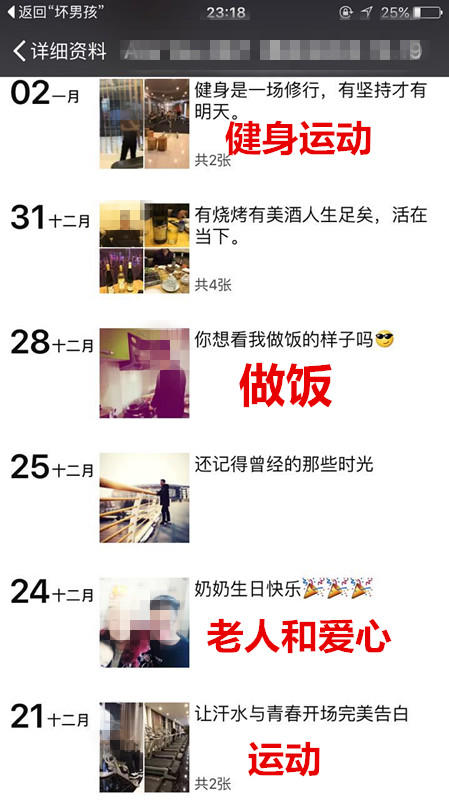 返回“坏男孩”
23:18
25%
详细资料
02一月
健身是一场修行，有坚持才有
明天。
健身运动
共2张
31十二月
有烧烤有美酒人生足矣，活在
当下。
共4张
28十二月
你想看我做饭的样子吗😎
做饭
25十二月
还记得曾经的那些时光
24十二月
奶奶生日快乐🎉🎉🎉
老人和爱心
21十二月
让汗水与青春开场完美告白
运动
共2张